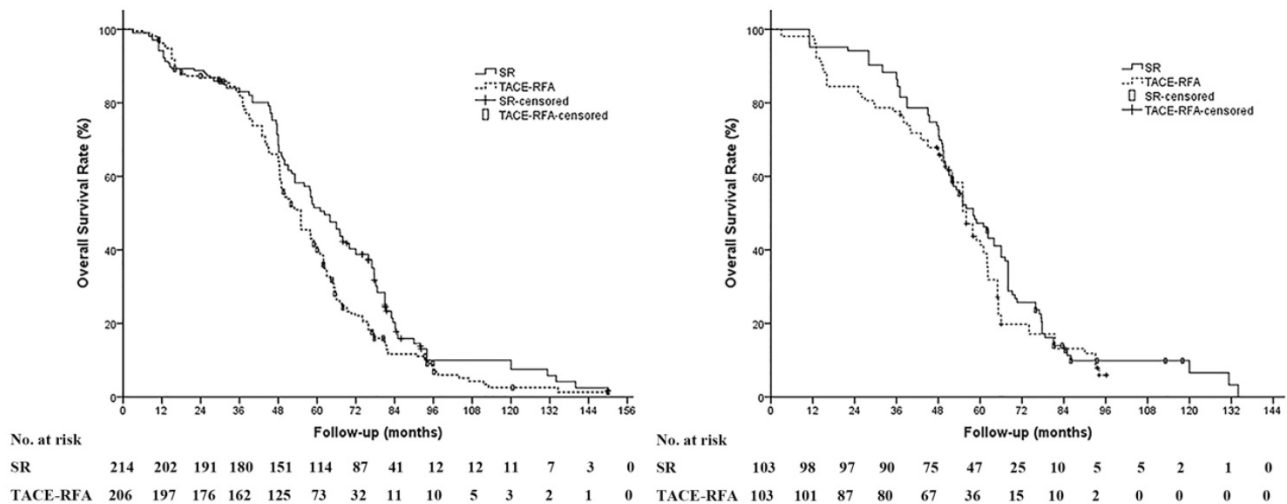 100
80
60
40
20
0
Overall Survival Rate (%)
SR
TACE-RFA
SR-censored
TACE-RFA-censored
0 12 24 36 48 60 72 84 96 108 120 132 144 156
Follow-up (months)
No. at risk
SR 214 202 191 180 151 114 87 41 12 12 11 7 3 0
TACE-RFA 206 197 176 162 125 73 32 11 10 5 3 2 1 0
100
80
60
40
20
0
Overall Survival Rate (%)
SR
TACE-RFA
SR-censored
TACE-RFA-censored
0 12 24 36 48 60 72 84 96 108 120 132 144
Follow-up (months)
No. at risk
SR 103 98 97 90 75 47 25 10 5 5 2 1 0
TACE-RFA 103 101 87 80 67 36 15 10 2 0 0 0 0